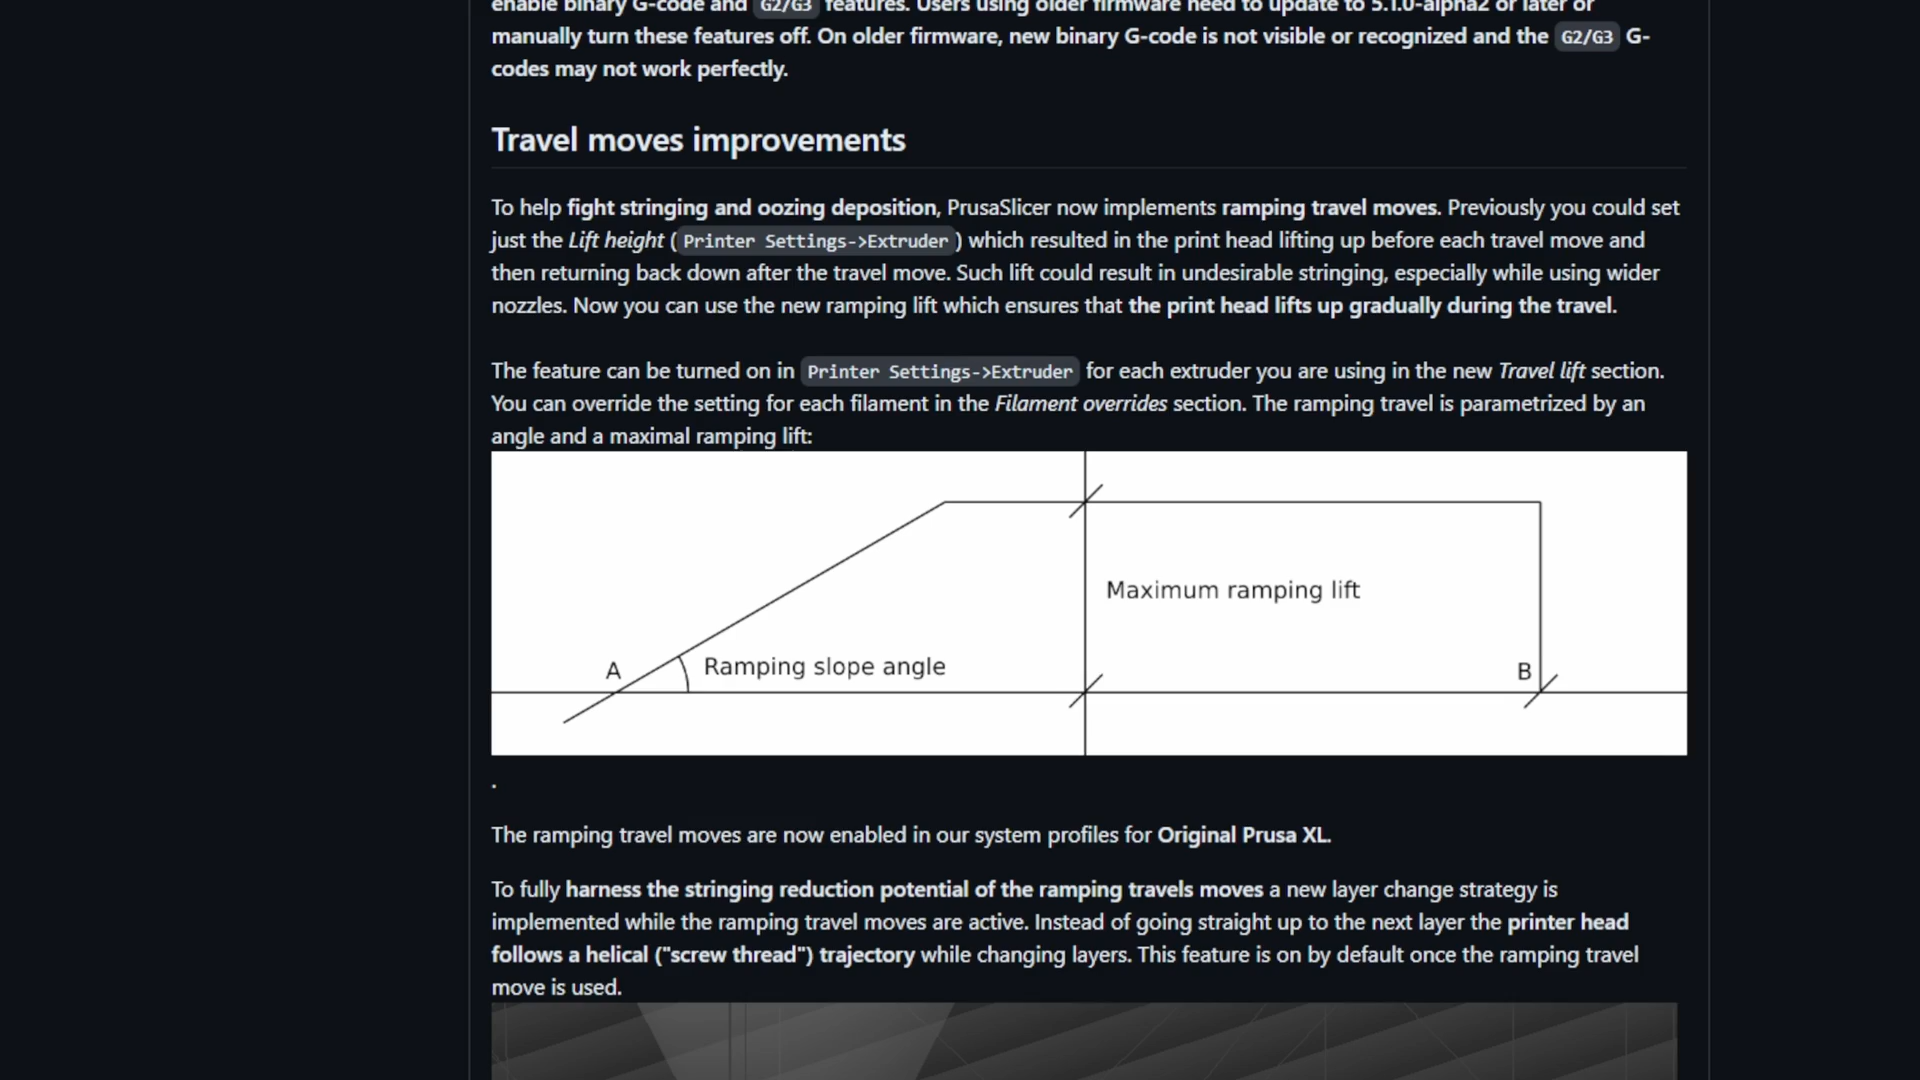 enable binary G-code and G2/G3 features. Users using older firmware need to update to 5.1.0-alpha2 or later or
manually turn these features off. On older firmware, new binary G-code is not visible or recognized and the G2/G3 G-
codes may not work perfectly.
Travel moves improvements
To help fight stringing and oozing deposition, PrusaSlicer now implements ramping travel moves. Previously you could set
just the Lift height ( Printer Settings->Extruder ) which resulted in the print head lifting up before each travel move and
then returning back down after the travel move. Such lift could result in undesirable stringing, especially while using wider
nozzles. Now you can use the new ramping lift which ensures that the print head lifts up gradually during the travel.
The feature can be turned on in Printer Settings->Extruder for each extruder you are using in the new Travel lift section.
You can override the setting for each filament in the Filament overrides section. The ramping travel is parametrized by an
angle and a maximal ramping lift:
Maximum ramping lift
A
Ramping slope angle
B
.
The ramping travel moves are now enabled in our system profiles for Original Prusa XL.
To fully harness the stringing reduction potential of the ramping travels moves a new layer change strategy is
implemented while the ramping travel moves are active. Instead of going straight up to the next layer the printer head
follows a helical ("screw thread") trajectory while changing layers. This feature is on by default once the ramping travel
move is used.